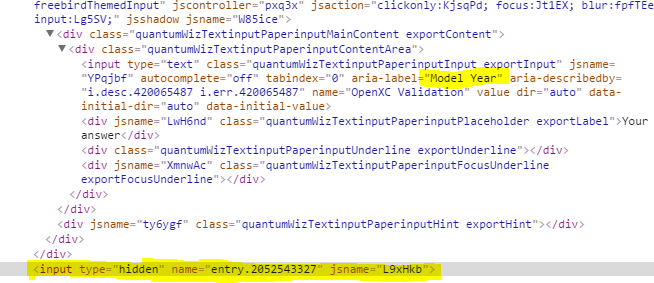 freebirdThemedInput" jscontroller="pxq3x" jsaction="clickonly:KjsqPd; focus:Jt1EX; blur:fpfTEe
input:Lg5SV;" jsshadow jsname="W85ice">
▼<div class="quantumWizTextinputPaperinputMainContent exportContent">
▼<div class="quantumWizTextinputPaperinputContentArea">
<input type="text" class="quantumWizTextinputPaperinputInput exportInput" jsname=
"YPqjbf" autocomplete="off" tabindex="0" aria-label="Model Year" aria-describedby=
"i.desc.420065487 i.err.420065487" name="OpenXC Validation" value dir="auto" data-
initial-dir="auto" data-initial-value>
<div jsname="LwH6nd" class="quantumWizTextinputPaperinputPlaceholder exportLabel">Your
answer</div>
<div class="quantumWizTextinputPaperinputUnderline exportUnderline"></div>
<div jsname="XmnwAc" class="quantumWizTextinputPaperinputFocusUnderline
exportFocusUnderline"></div>
</div>
</div>
<div jsname="ty6ygf" class="quantumWizTextinputPaperinputHint exportHint"></div>
</div>
</div>
<input type="hidden" name="entry.2052543327" jsname="L9xHkb">